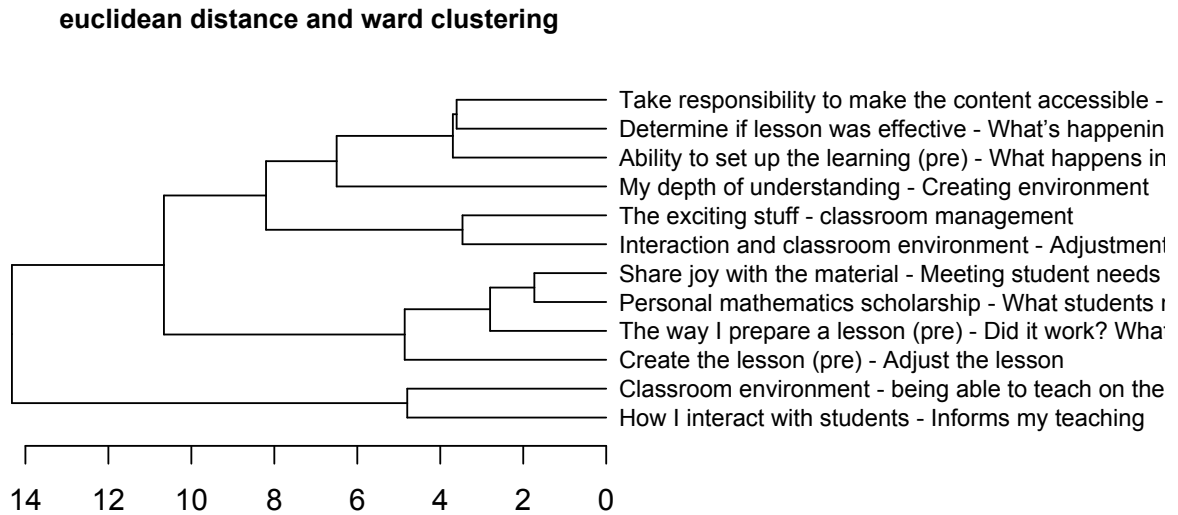 euclidean distance and ward clustering
Take responsibility to make the content accessible -
Determine if lesson was effective - What’s happenin
Ability to set up the learning (pre) - What happens in
My depth of understanding - Creating environment
The exciting stuff - classroom management
Interaction and classroom environment - Adjustment
Share joy with the material - Meeting student needs
Personal mathematics scholarship - What students
The way I prepare a lesson (pre) - Did it work? What
Create the lesson (pre) - Adjust the lesson
Classroom environment - being able to teach on the
How I interact with students - Informs my teaching
14 12 10 8 6 4 2 0